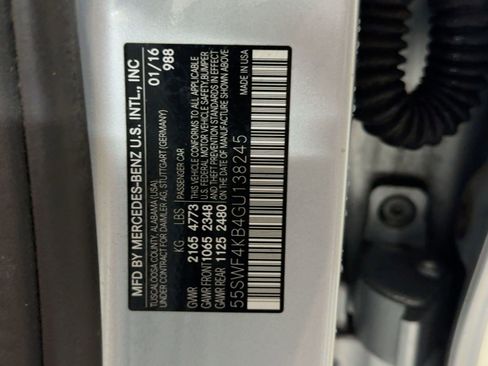 MFD BY MERCEDES-BENZ U.S. INTL., INC
TUSCALOOSA COUNTY, ALABAMA (USA)
UNDER CONTRACT FOR DAIMLER AG, STUTTGART (GERMANY)
01/16
988
KG LBS PASSENGER CAR
GVWR 2165 4773
GAWR FRONT 1065 2348
GAWR REAR 1125 2480
THIS VEHICLE CONFORMS TO ALL APPLICABLE
U.S. FEDERAL MOTOR VEHICLE SAFETY, BUMPER
AND THEFT PREVENTION STANDARDS IN EFFECT
ON THE DATE OF MANUFACTURE SHOWN ABOVE
55SWF4KB4GU138245
MADE IN USA